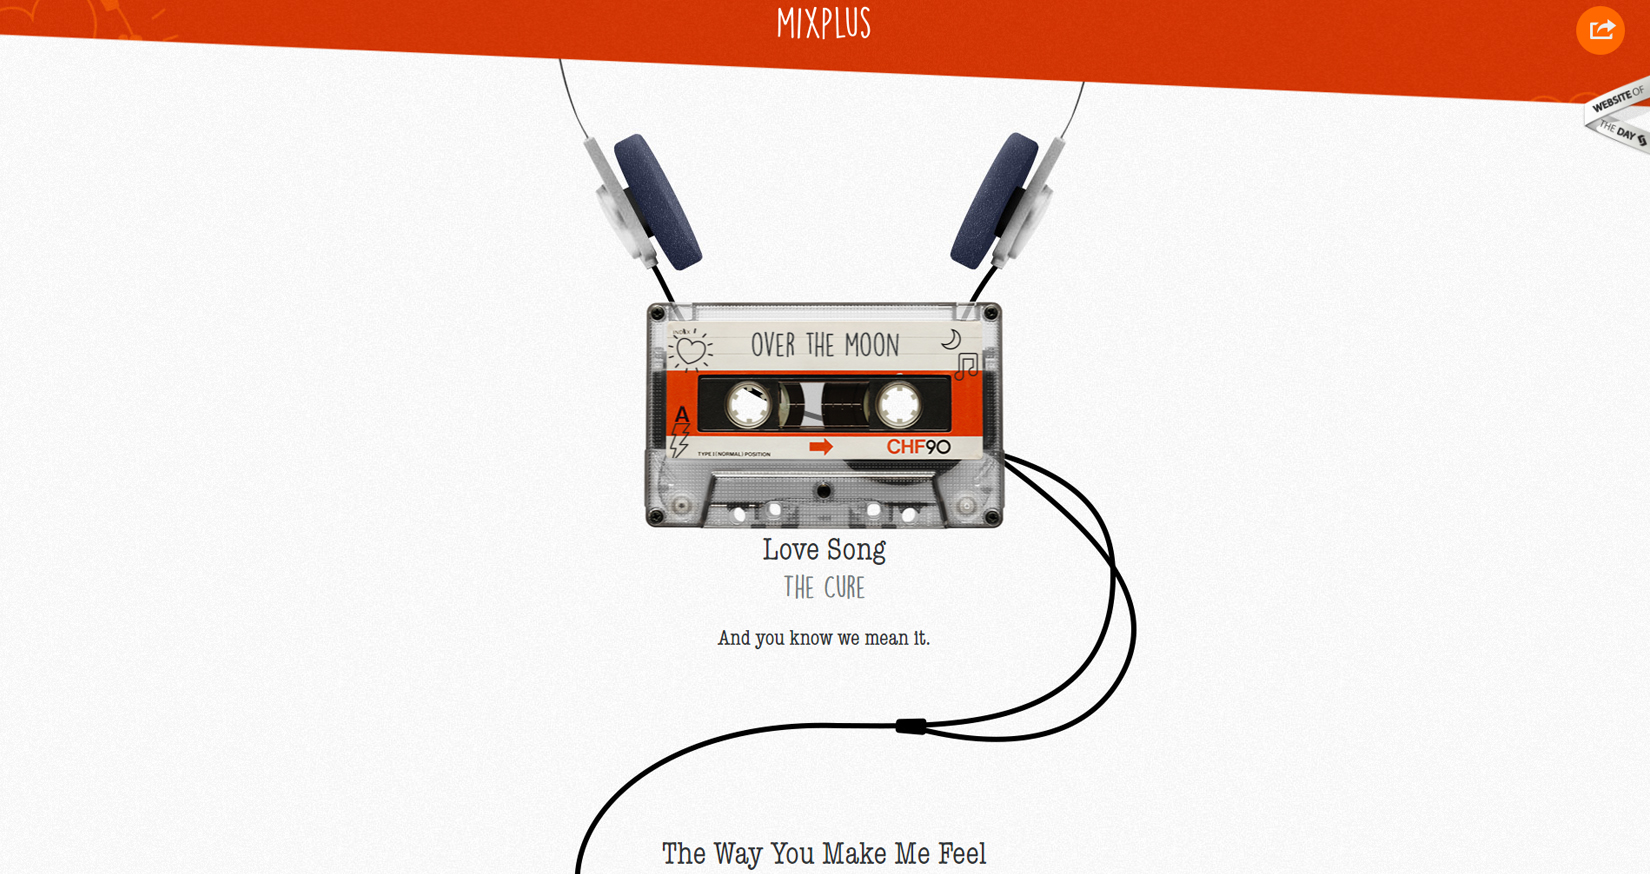 MIXPLUS
WEBSITE OF
THE DAY
INDEX
OVER THE MOON
A
TYPE I (NORMAL) POSITION
CHF90
Love Song
THE CURE
And you know we mean it.
The Way You Make Me Feel